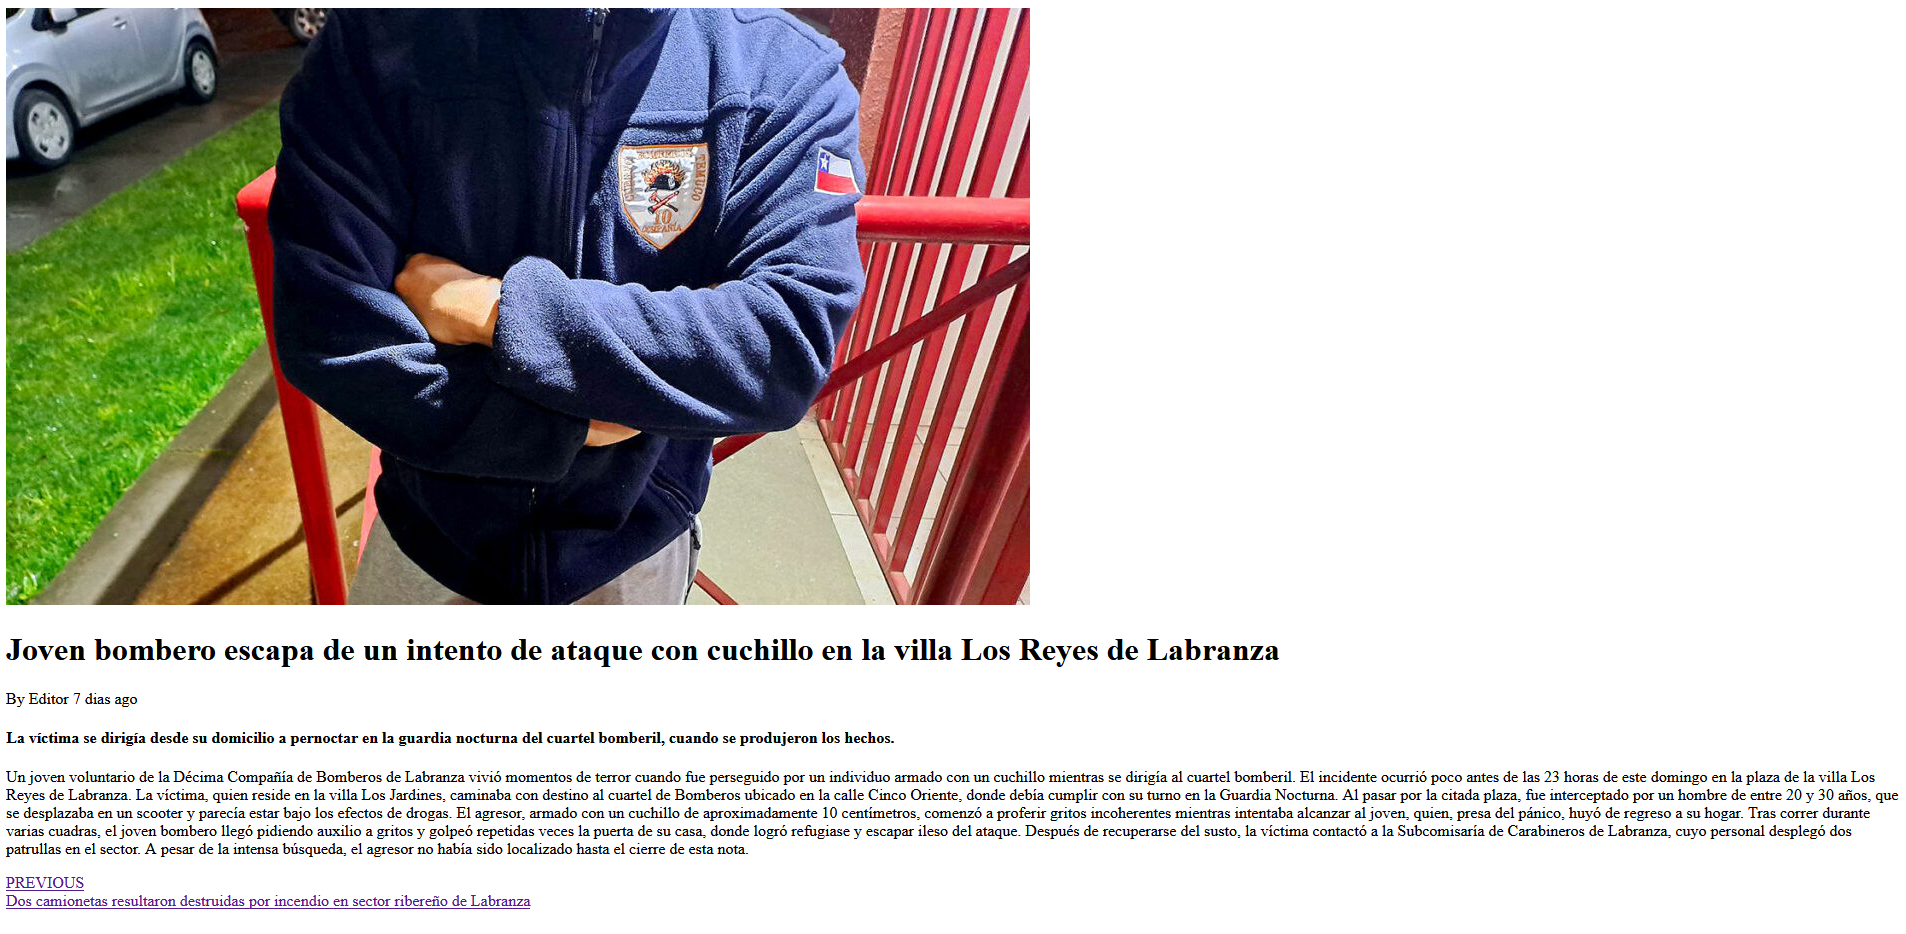 CUERPO BOMBEROS TEMUCO
10
COMPAÑIA
Joven bombero escapa de un intento de ataque con cuchillo en la villa Los Reyes de Labranza
By Editor 7 dias ago
La víctima se dirigía desde su domicilio a pernoctar en la guardia nocturna del cuartel bomberil, cuando se produjeron los hechos.
Un joven voluntario de la Décima Compañía de Bomberos de Labranza vivió momentos de terror cuando fue perseguido por un individuo armado con un cuchillo mientras se dirigía al cuartel bomberil. El incidente ocurrió poco antes de las 23 horas de este domingo en la plaza de la villa Los
Reyes de Labranza. La víctima, quien reside en la villa Los Jardines, caminaba con destino al cuartel de Bomberos ubicado en la calle Cinco Oriente, donde debía cumplir con su turno en la Guardia Nocturna. Al pasar por la citada plaza, fue interceptado por un hombre de entre 20 y 30 años, que
se desplazaba en un scooter y parecía estar bajo los efectos de drogas. El agresor, armado con un cuchillo de aproximadamente 10 centímetros, comenzó a proferir gritos incoherentes mientras intentaba alcanzar al joven, quien, presa del pánico, huyó de regreso a su hogar. Tras correr durante
varias cuadras, el joven bombero llegó pidiendo auxilio a gritos y golpeó repetidas veces la puerta de su casa, donde logró refugiase y escapar ileso del ataque. Después de recuperarse del susto, la víctima contactó a la Subcomisaría de Carabineros de Labranza, cuyo personal desplegó dos
patrullas en el sector. A pesar de la intensa búsqueda, el agresor no había sido localizado hasta el cierre de esta nota.
PREVIOUS
Dos camionetas resultaron destruidas por incendio en sector ribereño de Labranza